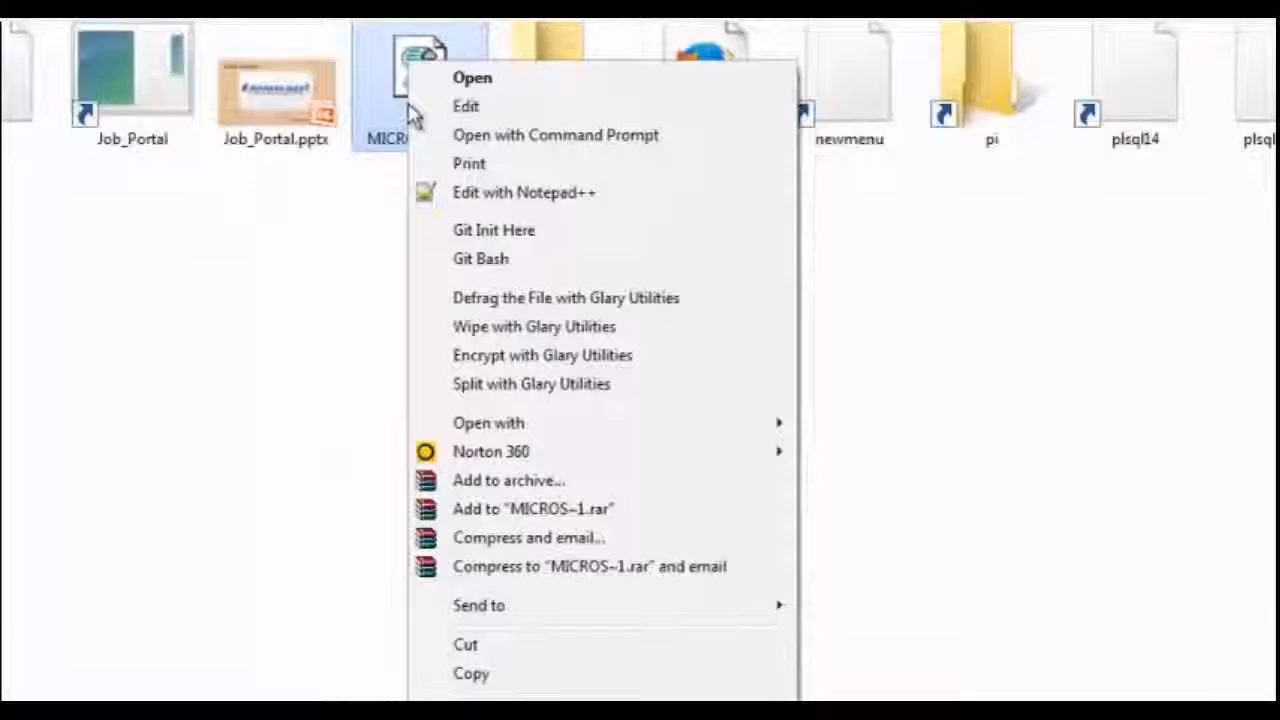 Job_Portal
Job_Portal.pptx
MICR
newmenu
pi
plsql14
plsql
Open
Edit
Open with Command Prompt
Print
Edit with Notepad++
Git Init Here
Git Bash
Defrag the File with Glary Utilities
Wipe with Glary Utilities
Encrypt with Glary Utilities
Split with Glary Utilities
Open with
Norton 360
Add to archive...
Add to "MICROS~1.rar"
Compress and email...
Compress to "MICROS~1.rar" and email
Send to
Cut
Copy